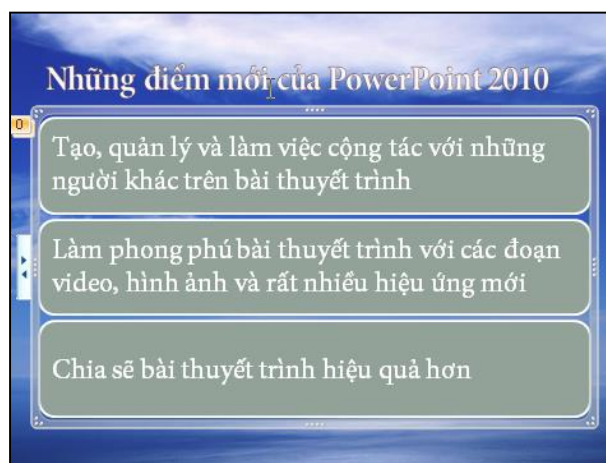 Những điểm mới của PowerPoint 2010
0
Tạo, quản lý và làm việc cộng tác với những
người khác trên bài thuyết trình
Làm phong phú bài thuyết trình với các đoạn
video, hình ảnh và rất nhiều hiệu ứng mới
Chia sẽ bài thuyết trình hiệu quả hơn